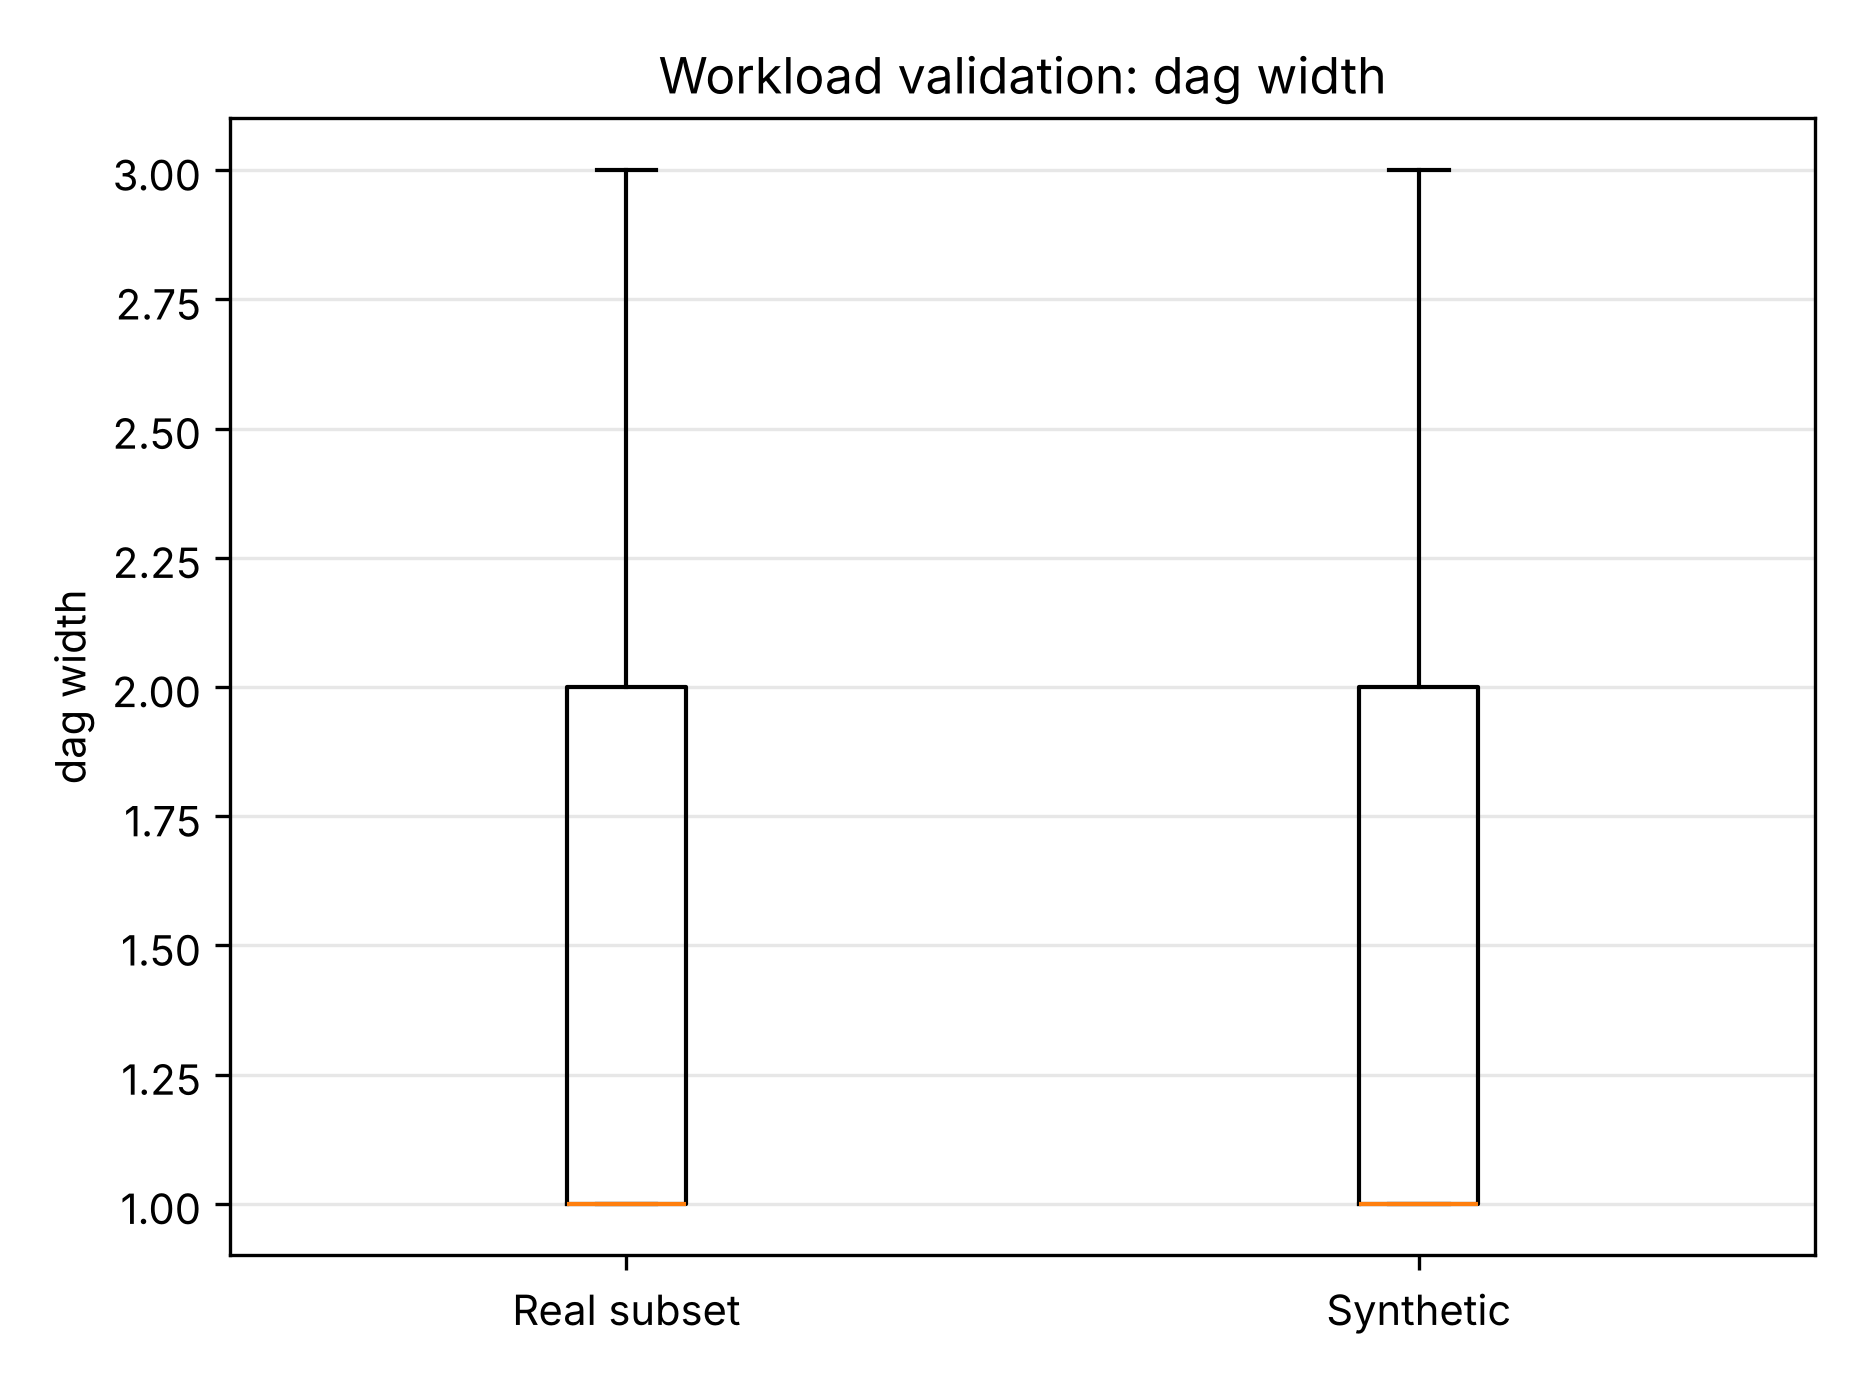 Workload validation: dag width
3.00
2.75
2.50
2.25
2.00
1.75
1.50
1.25
1.00
dag width
Real subset
Synthetic